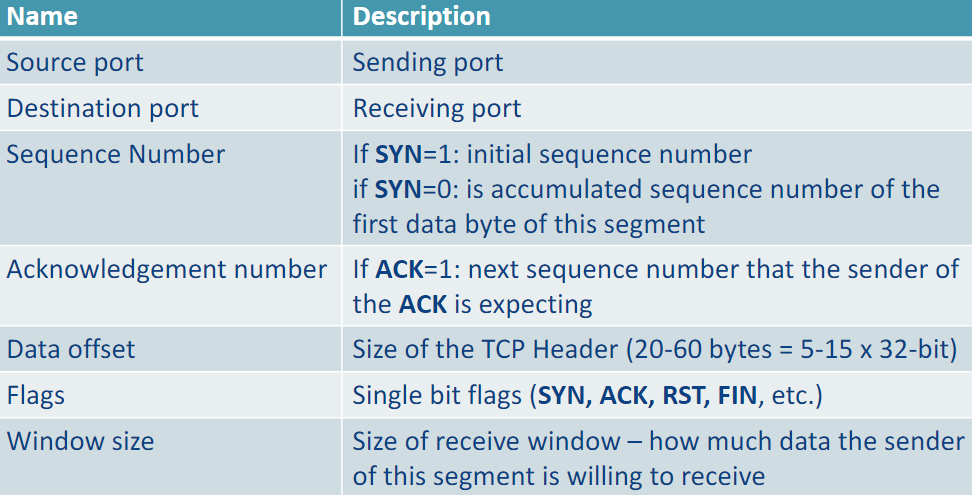 Name Description
Source port Sending port
Destination port Receiving port
Sequence Number If SYN=1: initial sequence number
if SYN=0: is accumulated sequence number of the
first data byte of this segment
Acknowledgement number If ACK=1: next sequence number that the sender of
the ACK is expecting
Data offset Size of the TCP Header (20-60 bytes = 5-15 x 32-bit)
Flags Single bit flags (SYN, ACK, RST, FIN, etc.)
Window size Size of receive window – how much data the sender
of this segment is willing to receive